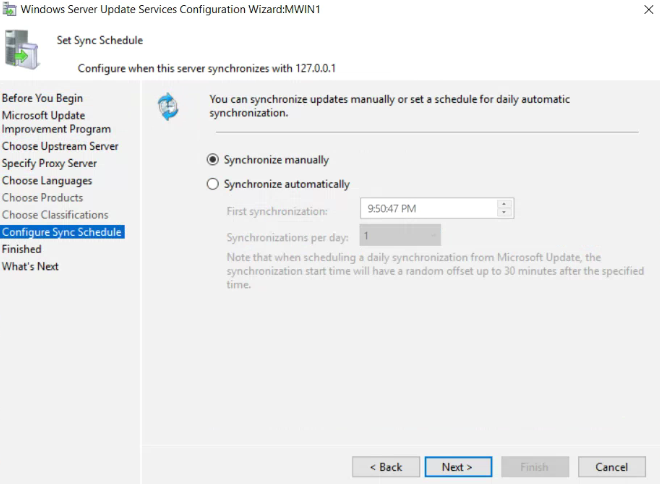 Windows Server Update Services Configuration Wizard:MWIN1
Set Sync Schedule
Configure when this server synchronizes with 127.0.0.1
Before You Begin
Microsoft Update
Improvement Program
Choose Upstream Server
Specify Proxy Server
Choose Languages
Choose Products
Choose Classifications
Configure Sync Schedule
Finished
What's Next
You can synchronize updates manually or set a schedule for daily automatic
synchronization.
Synchronize manually
Synchronize automatically
First synchronization:
9:50:47 PM
Synchronizations per day:
1
Note that when scheduling a daily synchronization from Microsoft Update, the
synchronization start time will have a random offset up to 30 minutes after the specified
time.
< Back
Next >
Finish
Cancel